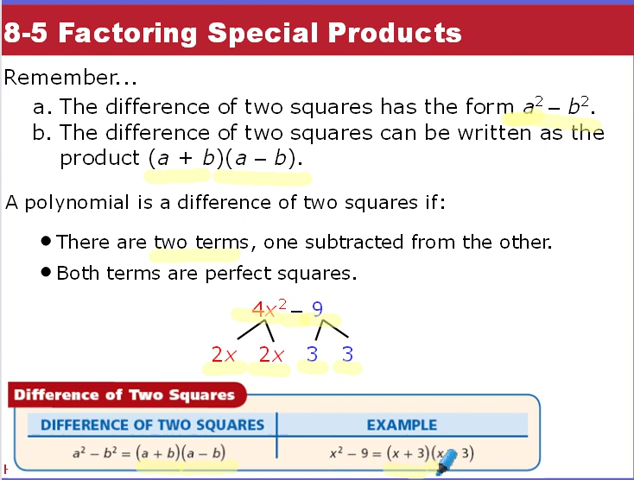 8-5 Factoring Special Products
Remember...
a. The difference of two squares has the form a² – b².
b. The difference of two squares can be written as the
product (a + b)(a – b).
A polynomial is a difference of two squares if:
• There are two terms, one subtracted from the other.
• Both terms are perfect squares.
4x² – 9
2x 2x 3 3
Difference of Two Squares
DIFFERENCE OF TWO SQUARES EXAMPLE
a² – b² = (a + b)(a – b) x² – 9 = (x + 3)(x 3)
H